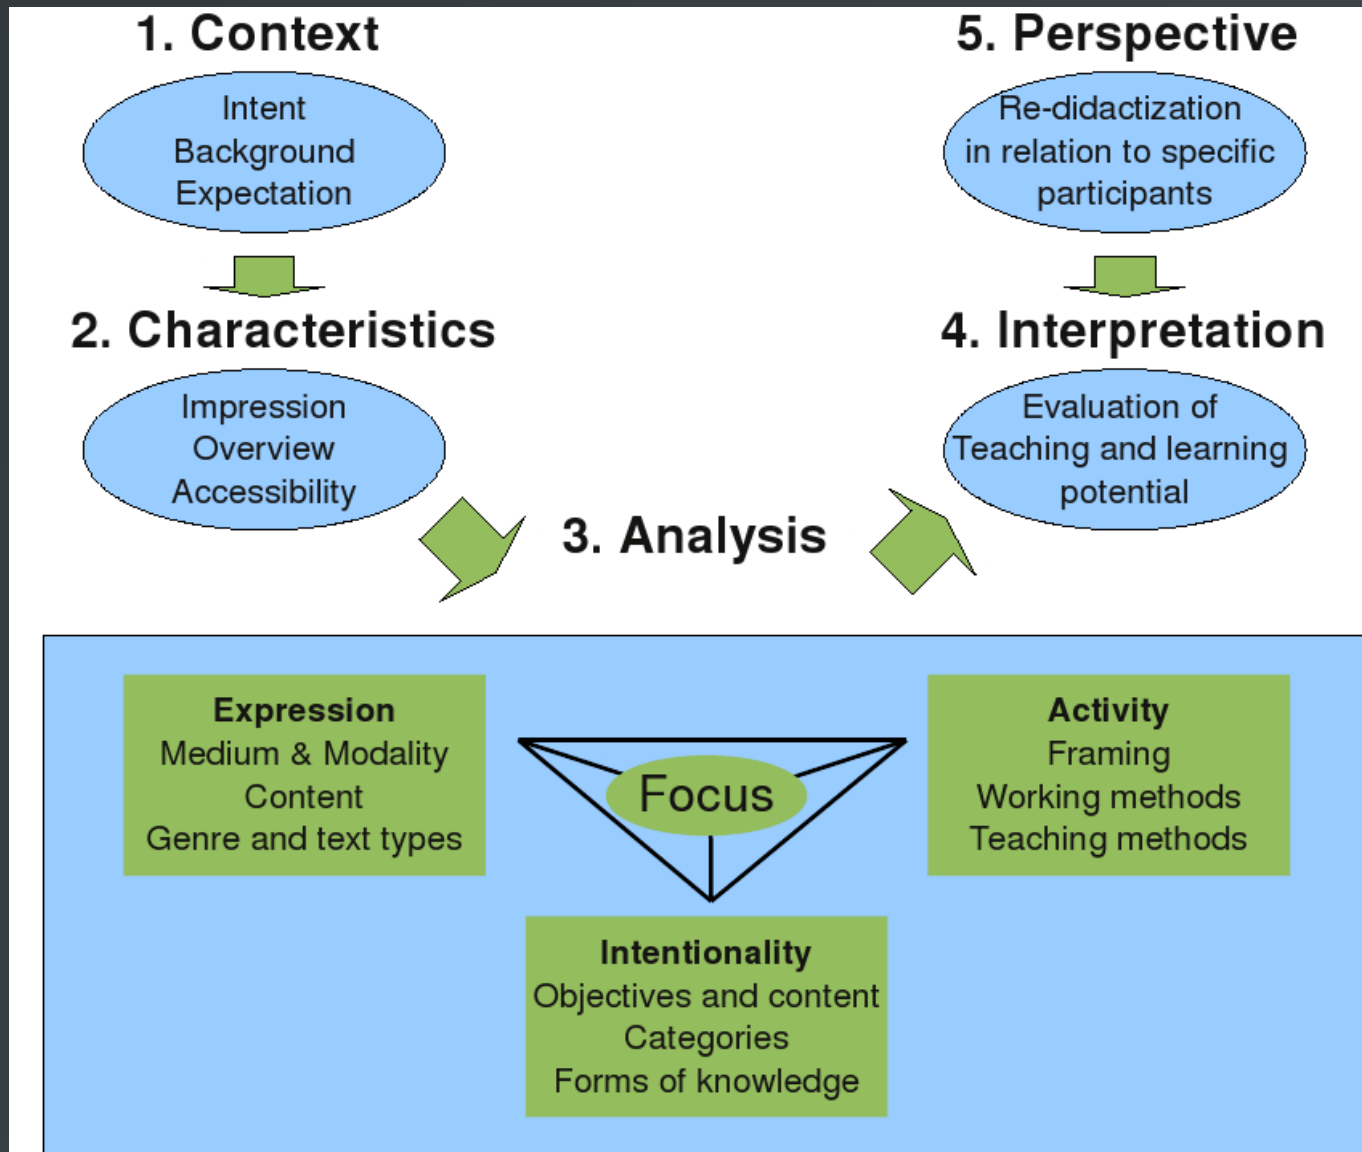 1. Context
Intent
Background
Expectation
2. Characteristics
Impression
Overview
Accessibility
3. Analysis
5. Perspective
Re-didactization
in relation to specific
participants
4. Interpretation
Evaluation of
Teaching and learning
potential
Expression
Medium & Modality
Content
Genre and text types
Focus
Activity
Framing
Working methods
Teaching methods
Intentionality
Objectives and content
Categories
Forms of knowledge